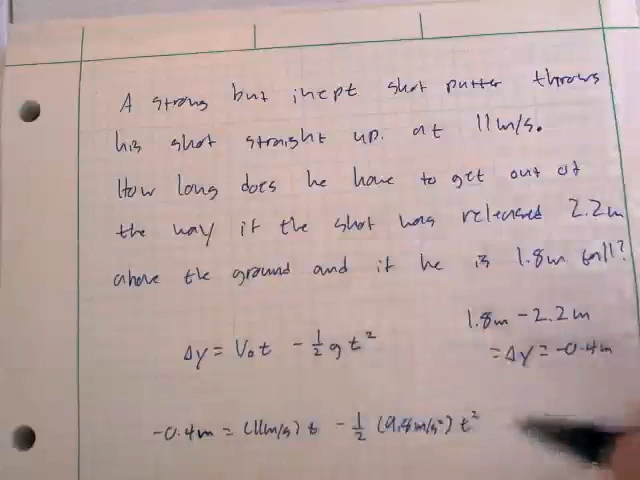 A strong but inept shot putter throws
his shot straight up. at 11m/s.
How long does he have to get out of
the way if the shot was released 2.2m
above the ground and if he is 1.8m tall?
1.8m - 2.2m
Δy = V₀t - 1/2 g t²
= Δy = -0.4m
-0.4m = (11m/s) t - 1/2 (9.8m/s²) t²